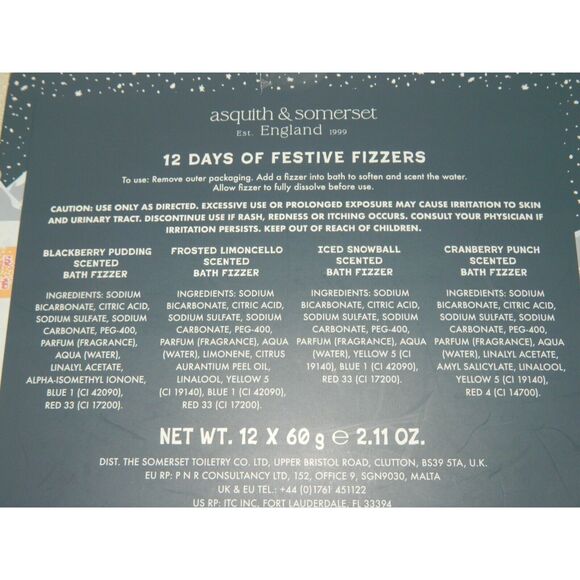 asquith & somerset
Est. England 1999
12 DAYS OF FESTIVE FIZZERS
To use: Remove outer packaging. Add a fizzer into bath to soften and scent the water.
Allow fizzer to fully dissolve before use.
CAUTION: USE ONLY AS DIRECTED. EXCESSIVE USE OR PROLONGED EXPOSURE MAY CAUSE IRRITATION TO SKIN
AND URINARY TRACT. DISCONTINUE USE IF RASH, REDNESS OR ITCHING OCCURS. CONSULT YOUR PHYSICIAN IF
IRRITATION PERSISTS. KEEP OUT OF REACH OF CHILDREN.
BLACKBERRY PUDDING
SCENTED
BATH FIZZER
INGREDIENTS: SODIUM
BICARBONATE, CITRIC ACID,
SODIUM SULFATE, SODIUM
CARBONATE, PEG-400,
PARFUM (FRAGRANCE),
AQUA (WATER),
LINALYL ACETATE,
ALPHA-ISOMETHYL IONONE,
BLUE 1 (CI 42090),
RED 33 (CI 17200).
FROSTED LIMONCELLO
SCENTED
BATH FIZZER
INGREDIENTS: SODIUM
BICARBONATE, CITRIC ACID,
SODIUM SULFATE, SODIUM
CARBONATE, PEG-400,
PARFUM (FRAGRANCE), AQUA
(WATER), LIMONENE, CITRUS
AURANTIUM PEEL OIL,
LINALOOL, YELLOW 5
(CI 19140), BLUE 1 (CI 42090),
RED 33 (CI 17200).
ICED SNOWBALL
SCENTED
BATH FIZZER
INGREDIENTS: SODIUM
BICARBONATE, CITRIC ACID,
SODIUM SULFATE, SODIUM
CARBONATE, PEG-400,
PARFUM (FRAGRANCE), AQUA
(WATER), YELLOW 5 (CI
19140), BLUE 1 (CI 42090),
RED 33 (CI 17200).
CRANBERRY PUNCH
SCENTED
BATH FIZZER
INGREDIENTS: SODIUM
BICARBONATE, CITRIC ACID,
SODIUM SULFATE, SODIUM
CARBONATE, PEG-400,
PARFUM (FRAGRANCE), AQUA
(WATER), LINALYL ACETATE,
AMYL SALICYLATE, LINALOOL,
YELLOW 5 (CI 19140),
RED 4 (CI 14700).
NET WT. 12 X 60 g ℮ 2.11 OZ.
DIST. THE SOMERSET TOILETRY CO. LTD, UPPER BRISTOL ROAD, CLUTTON, BS39 5TA, U.K.
EU RP: P N R CONSULTANCY LTD, 152, OFFICE 9, SGN9030, MALTA
UK & EU TEL.: +44 (0)1761 451122
US RP: ITC INC. FORT LAUDERDALE, FL 33394